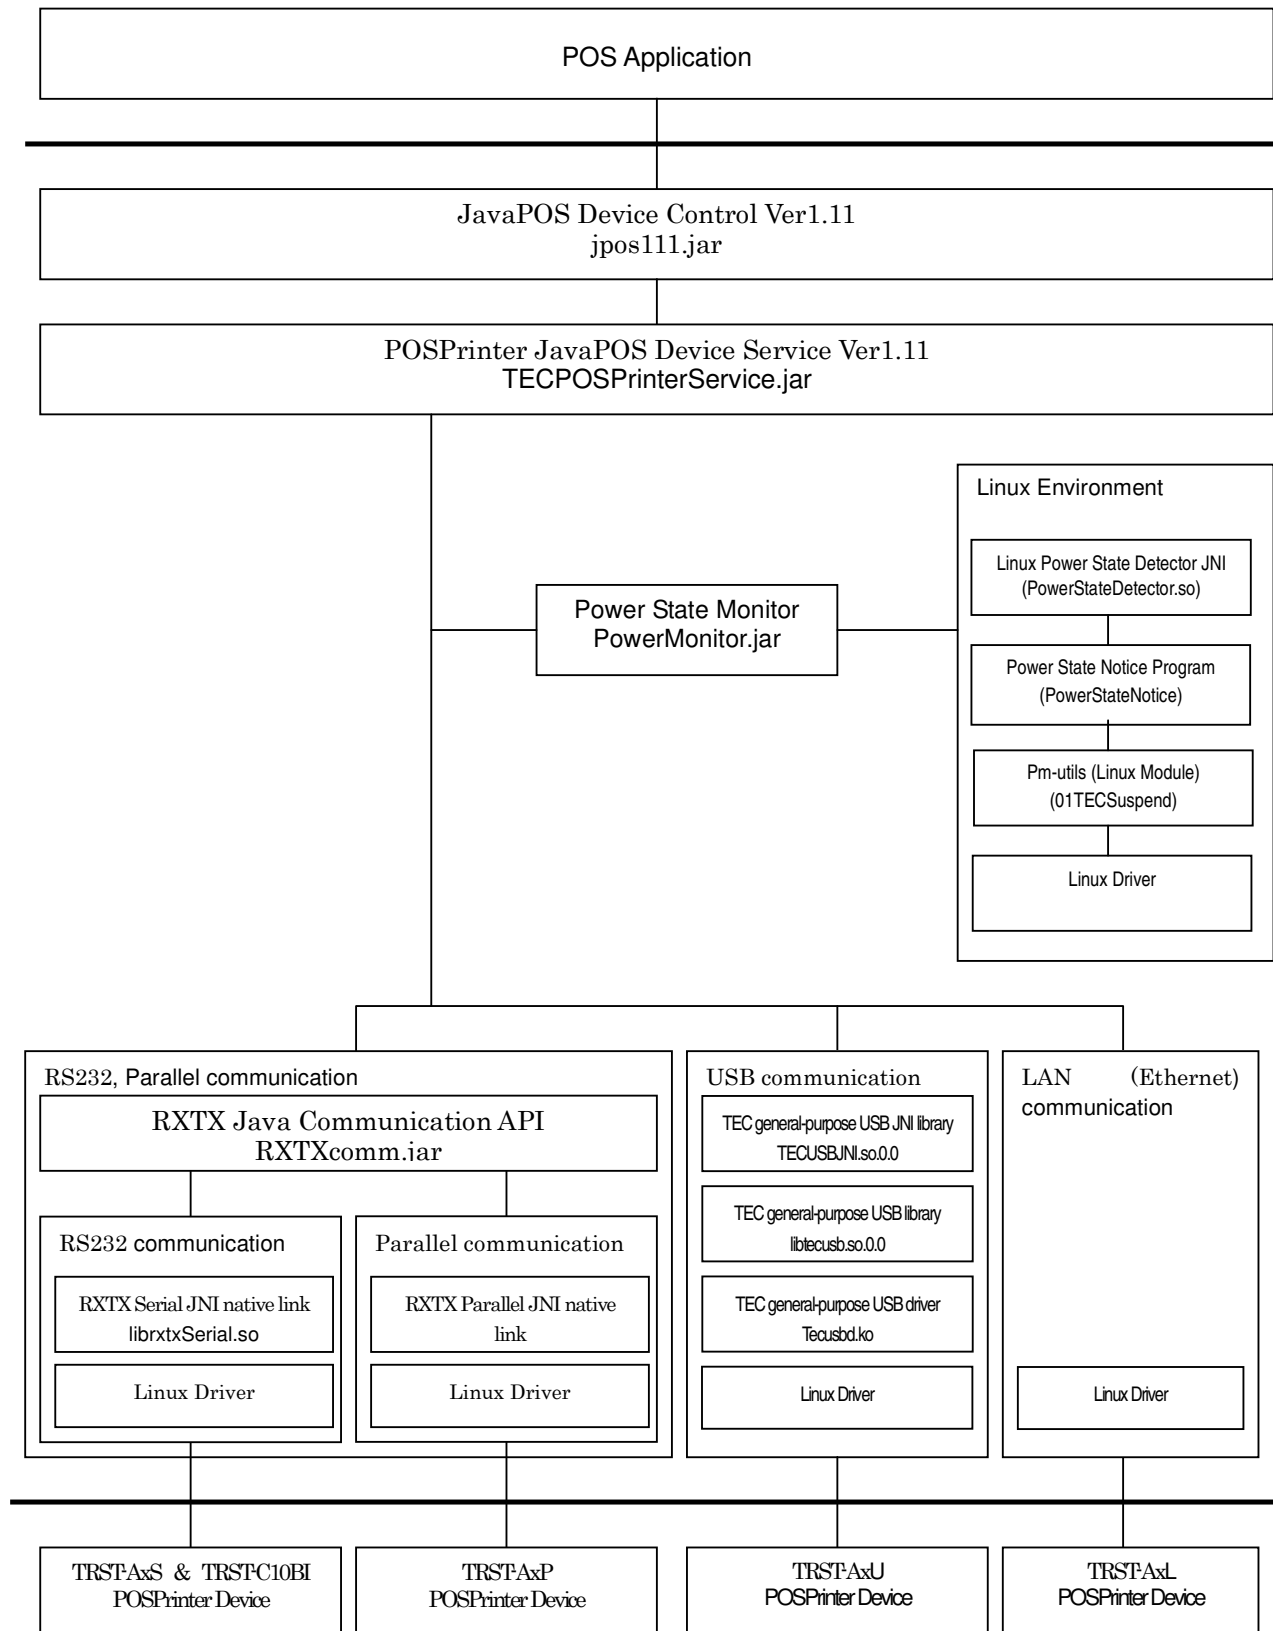 POS Application
JavaPOS Device Control Ver1.11
jpos111.jar
POSPrinter JavaPOS Device Service Ver1.11
TECPOSPrinterService.jar
Linux Environment
Linux Power State Detector JNI
(PowerStateDetector.so)
Power State Monitor
PowerMonitor.jar
Power State Notice Program
(PowerStateNotice)
Pm-utils (Linux Module)
(01TECSuspend)
Linux Driver
RS232, Parallel communication
RXTX Java Communication API
RXTXcomm.jar
RS232 communication
RXTX Serial JNI native link
librxtxSerial.so
Linux Driver
Parallel communication
RXTX Parallel JNI native
link
Linux Driver
USB communication
TEC general-purpose USB JNI library
TECUSBJNI.so.0.0
TEC general-purpose USB library
libtecusb.so.0.0
TEC general-purpose USB driver
Tecusbd.ko
Linux Driver
LAN (Ethernet)
communication
Linux Driver
TRST-AxS & TRST-C10BI
POSPrinter Device
TRST-AxP
POSPrinter Device
TRST-AxU
POSPrinter Device
TRST-AxL
POSPrinter Device